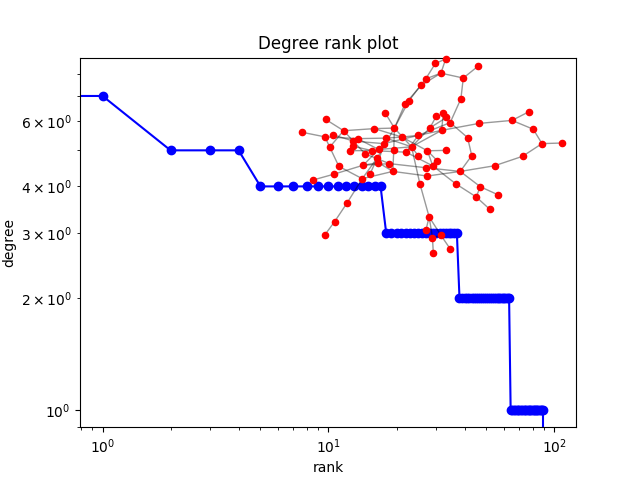 Degree rank plot
degree
6 × 10⁰
4 × 10⁰
3 × 10⁰
2 × 10⁰
10⁰
10⁰ 10¹ 10²
rank